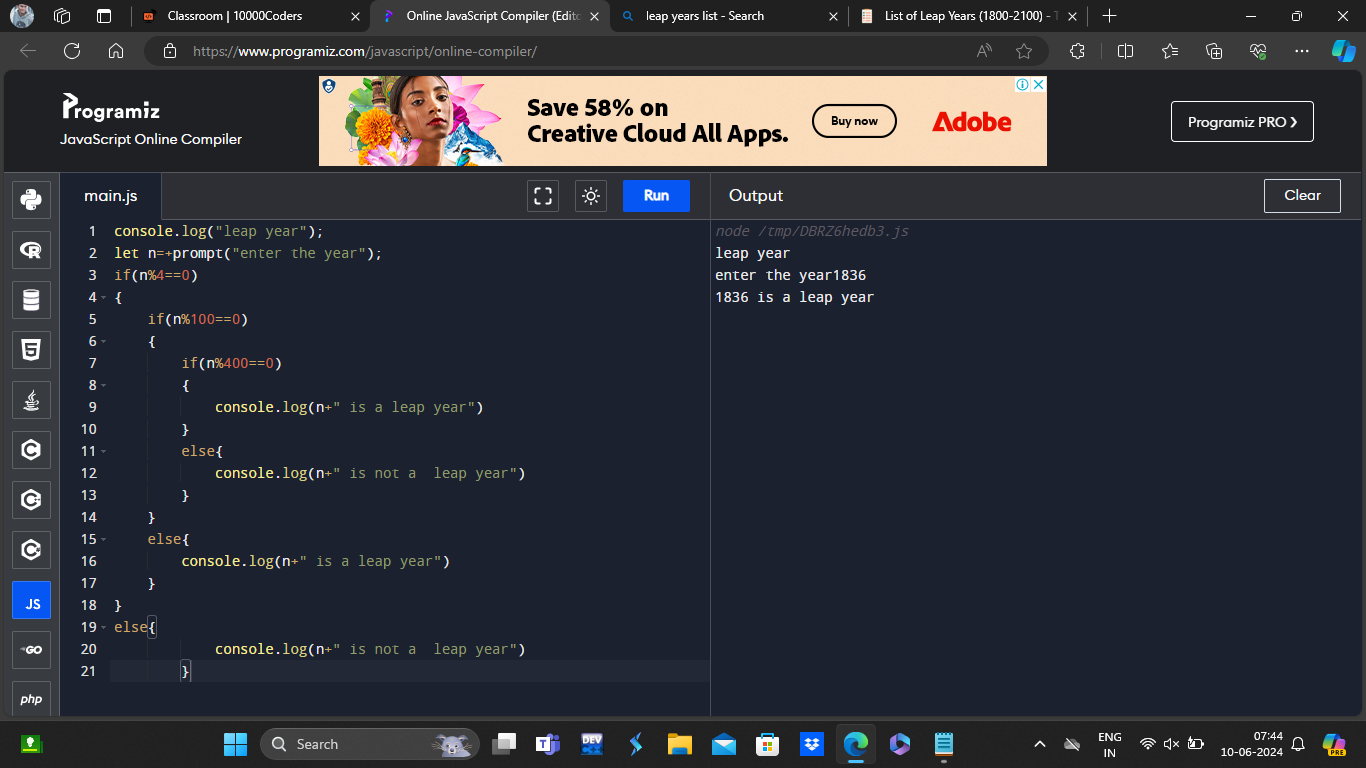 Classroom | 10000Coders
Online JavaScript Compiler (Edito
leap years list - Search
List of Leap Years (1800-2100) - T
https://www.programiz.com/javascript/online-compiler/
Programiz
JavaScript Online Compiler
Save 58% on
Creative Cloud All Apps.
Buy now
Adobe
Programiz PRO ❯
main.js
Run
Output
Clear
1 console.log("leap year");
2 let n=+prompt("enter the year");
3 if(n%4==0)
4 {
5     if(n%100==0)
6     {
7         if(n%400==0)
8         {
9             console.log(n+" is a leap year")
10         }
11         else{
12             console.log(n+" is not a  leap year")
13         }
14     }
15     else{
16         console.log(n+" is a leap year")
17     }
18 }
19 else{
20             console.log(n+" is not a  leap year")
21         }
node /tmp/DBRZ6hedb3.js
leap year
enter the year1836
1836 is a leap year
JS
GO
php
Search
DEV
ENG
IN
07:44
10-06-2024
PRE